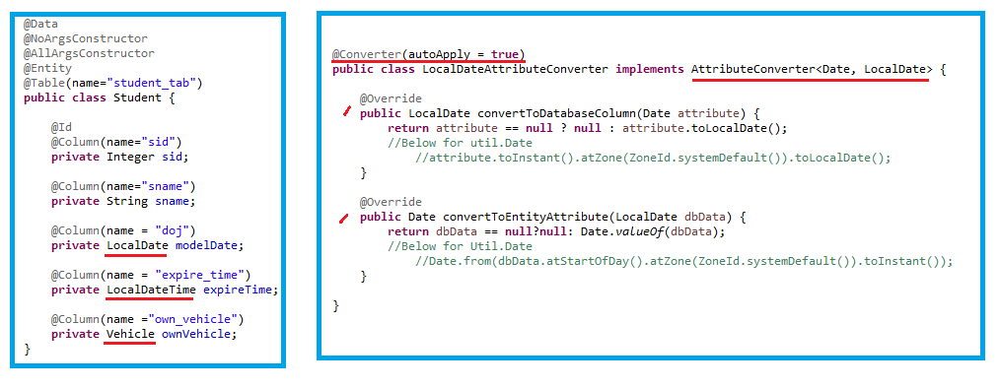 @Data
@NoArgsConstructor
@AllArgsConstructor
@Entity
@Table(name="student_tab")
public class Student {
@Id
@Column(name="sid")
private Integer sid;
@Column(name="sname")
private String sname;
@Column(name = "doj")
private LocalDate modelDate;
@Column(name = "expire_time")
private LocalDateTime expireTime;
@Column(name ="own_vehicle")
private Vehicle ownVehicle;
}
@Converter(autoApply = true)
public class LocalDateAttributeConverter implements AttributeConverter<Date, LocalDate> {
@Override
public LocalDate convertToDatabaseColumn(Date attribute) {
return attribute == null ? null : attribute.toLocalDate();
//Below for util.Date
//attribute.toInstant().atZone(ZoneId.systemDefault()).toLocalDate();
}
@Override
public Date convertToEntityAttribute(LocalDate dbData) {
return dbData == null?null: Date.valueOf(dbData);
//Below for Util.Date
//Date.from(dbData.atStartOfDay().atZone(ZoneId.systemDefault()).toInstant());
}
}